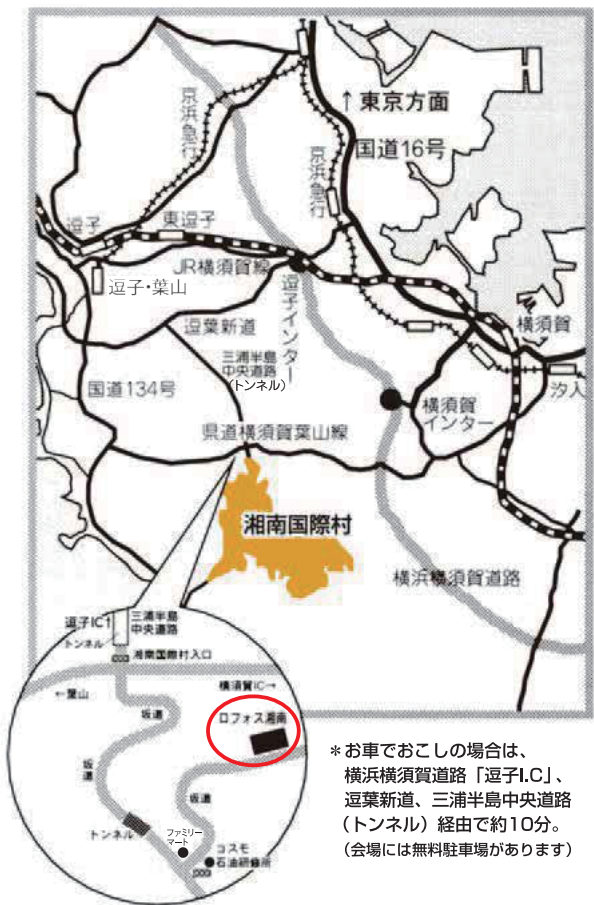 ↑東京方面
国道16号
京浜
急行
京浜
急行
逗子
東逗子
JR横須賀線
逗子・葉山
逗子インター
逗葉新道
三浦半島
中央道路
(トンネル)
横須賀
汐入
国道134号
横須賀
インター
県道横須賀葉山線
湘南国際村
横浜横須賀道路
逗子IC↑
三浦半島
中央道路
トンネル
湘南国際村入口
←葉山
横須賀IC→
坂道
ロフォス湘南
坂道
坂道
トンネル
ファミリー
マート
コスモ
石油研修所
*お車でおこしの場合は、
横浜横須賀道路「逗子I.C」、
逗葉新道、三浦半島中央道路
(トンネル)経由で約10分。
(会場には無料駐車場があります)